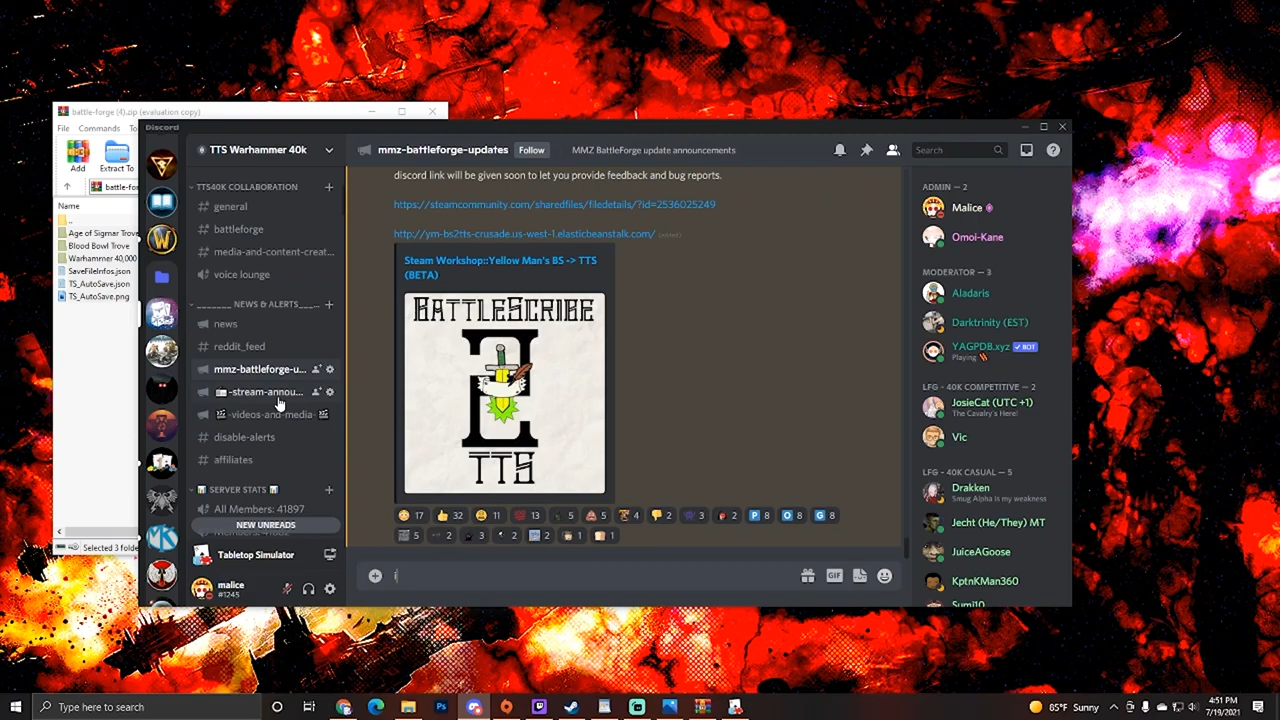 battle-forge (4).zip (evaluation copy)
File Commands To
Add Extract To
battle-for
Name
..
Age of Sigmar Trove
Blood Bowl Trove
Warhammer 40,000
SaveFileInfos.json
TS_AutoSave.json
TS_AutoSave.png
Selected 3 folde
Discord
TTS Warhammer 40k
TTS40K COLLABORATION
general
battleforge
media-and-content-creat...
voice lounge
_______ NEWS & ALERTS____...
news
reddit_feed
mmz-battleforge-u...
-stream-annou...
-videos-and-media-
disable-alerts
affiliates
SERVER STATS
All Members: 41897
NEW UNREADS
Tabletop Simulator
malice
#1245
mmz-battleforge-updates Follow MMZ BattleForge update announcements
Search
discord link will be given soon to let you provide feedback and bug reports.
https://steamcommunity.com/sharedfiles/filedetails/?id=2536025249
http://ym-bs2tts-crusade.us-west-1.elasticbeanstalk.com/ (edited)
Steam Workshop::Yellow Man's BS -> TTS
(BETA)
BATTLESCRIBE
2
TTS
17 32 11 13 5 5 4 2 3 2 P 8 O 8 G 8
5 2 3 2 2 1 1
GIF
ADMIN — 2
Malice
Omoi-Kane
MODERATOR — 3
Aladaris
Darktrinity (EST)
YAGPDB.xyz ✓ BOT
Playing
LFG - 40K COMPETITIVE — 2
JosieCat (UTC +1)
The Cavalry's Here!
Vic
LFG - 40K CASUAL — 5
Drakken
Smug Alpha is my weakness
Jecht (He/They) MT
JuiceAGoose
KptnKMan360
Sumi10
Type here to search
85°F Sunny
4:51 PM
7/19/2021